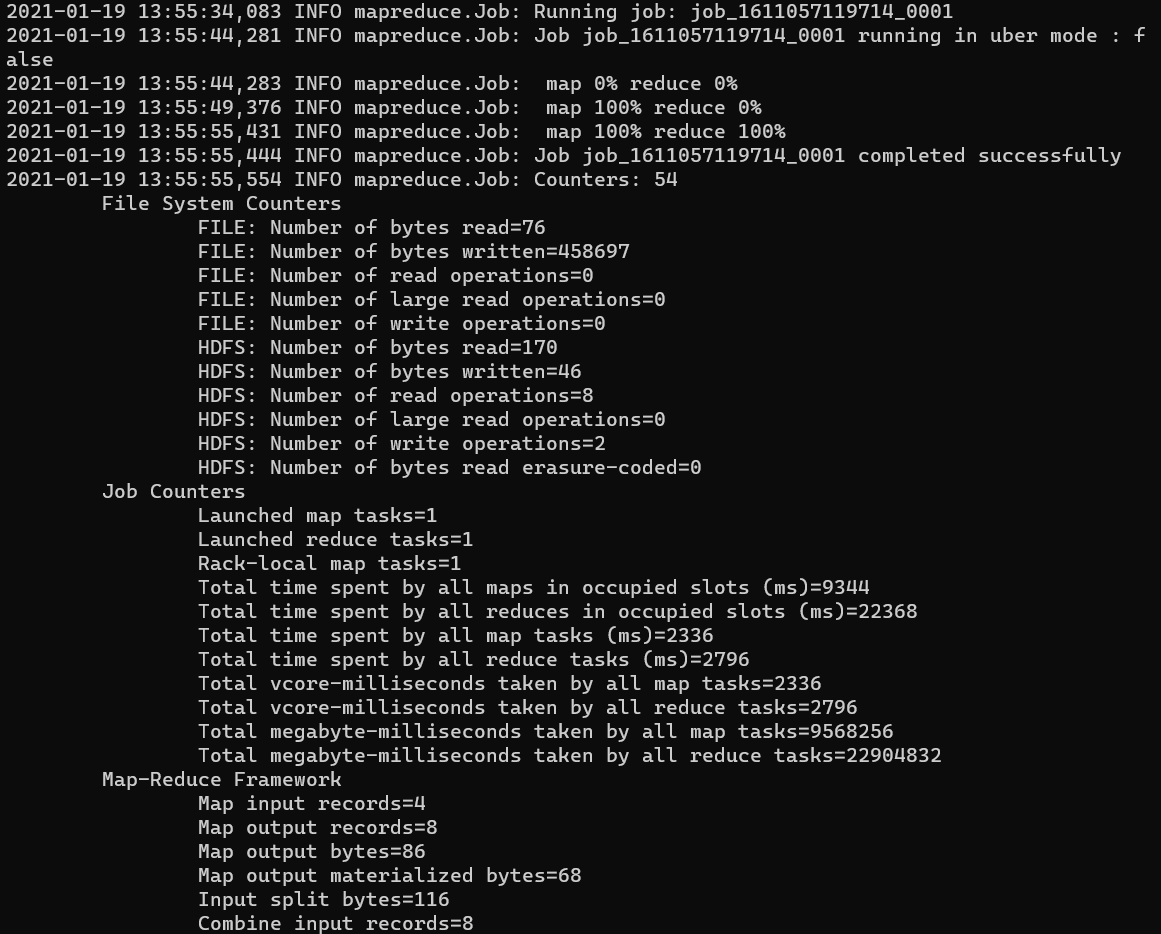 2021-01-19 13:55:34,083 INFO mapreduce.Job: Running job: job_1611057119714_0001
2021-01-19 13:55:44,281 INFO mapreduce.Job: Job job_1611057119714_0001 running in uber mode : f
alse
2021-01-19 13:55:44,283 INFO mapreduce.Job:  map 0% reduce 0%
2021-01-19 13:55:49,376 INFO mapreduce.Job:  map 100% reduce 0%
2021-01-19 13:55:55,431 INFO mapreduce.Job:  map 100% reduce 100%
2021-01-19 13:55:55,444 INFO mapreduce.Job: Job job_1611057119714_0001 completed successfully
2021-01-19 13:55:55,554 INFO mapreduce.Job: Counters: 54
        File System Counters
                FILE: Number of bytes read=76
                FILE: Number of bytes written=458697
                FILE: Number of read operations=0
                FILE: Number of large read operations=0
                FILE: Number of write operations=0
                HDFS: Number of bytes read=170
                HDFS: Number of bytes written=46
                HDFS: Number of read operations=8
                HDFS: Number of large read operations=0
                HDFS: Number of write operations=2
                HDFS: Number of bytes read erasure-coded=0
        Job Counters
                Launched map tasks=1
                Launched reduce tasks=1
                Rack-local map tasks=1
                Total time spent by all maps in occupied slots (ms)=9344
                Total time spent by all reduces in occupied slots (ms)=22368
                Total time spent by all map tasks (ms)=2336
                Total time spent by all reduce tasks (ms)=2796
                Total vcore-milliseconds taken by all map tasks=2336
                Total vcore-milliseconds taken by all reduce tasks=2796
                Total megabyte-milliseconds taken by all map tasks=9568256
                Total megabyte-milliseconds taken by all reduce tasks=22904832
        Map-Reduce Framework
                Map input records=4
                Map output records=8
                Map output bytes=86
                Map output materialized bytes=68
                Input split bytes=116
                Combine input records=8